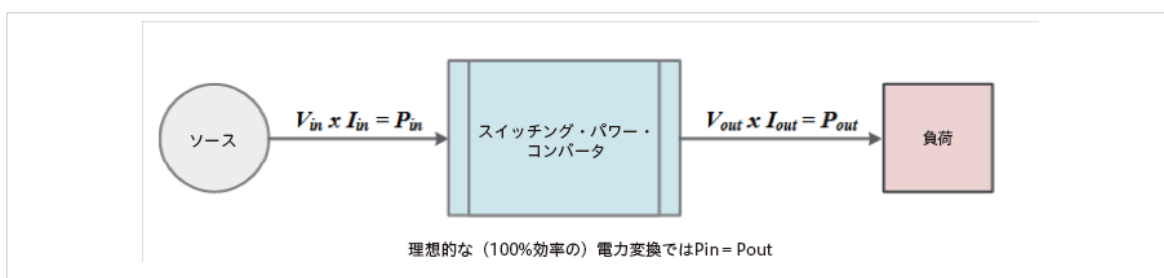 ソース
Vin x Iin = Pin
スイッチング・パワー・
コンバータ
Vout x Iout = Pout
負荷
理想的な（100%効率の）電力変換ではPin = Pout